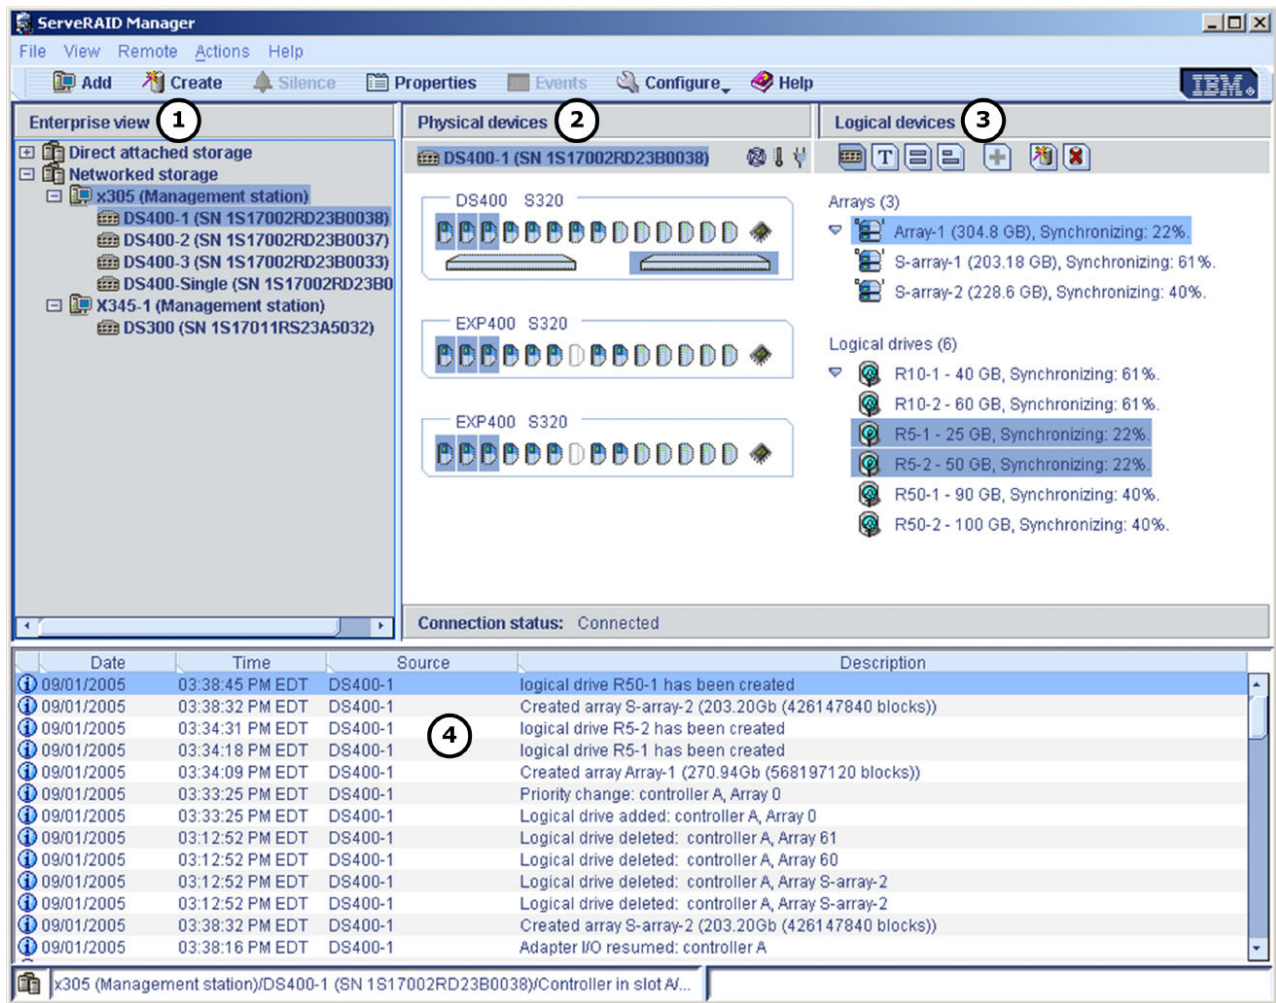 ServeRAID Manager
File View Remote Actions Help
Add Create Silence Properties Events Configure Help IBM
Enterprise view 1
Direct attached storage
Networked storage
x305 (Management station)
DS400-1 (SN 1S17002RD23B0038)
DS400-2 (SN 1S17002RD23B0037)
DS400-3 (SN 1S17002RD23B0033)
DS400-Single (SN 1S17002RD23B0
X345-1 (Management station)
DS300 (SN 1S17011RS23A5032)
Physical devices 2
DS400-1 (SN 1S17002RD23B0038)
DS400 S320
EXP400 S320
EXP400 S320
Logical devices 3
T
Arrays (3)
Array-1 (304.8 GB), Synchronizing: 22%.
S-array-1 (203.18 GB), Synchronizing: 61%.
S-array-2 (228.6 GB), Synchronizing: 40%.
Logical drives (6)
R10-1 - 40 GB, Synchronizing: 61%.
R10-2 - 60 GB, Synchronizing: 61%.
R5-1 - 25 GB, Synchronizing: 22%.
R5-2 - 50 GB, Synchronizing: 22%.
R50-1 - 90 GB, Synchronizing: 40%.
R50-2 - 100 GB, Synchronizing: 40%.
Connection status: Connected
Date Time Source Description
09/01/2005 03:38:45 PM EDT DS400-1 logical drive R50-1 has been created
09/01/2005 03:38:32 PM EDT DS400-1 Created array S-array-2 (203.20Gb (426147840 blocks))
09/01/2005 03:34:31 PM EDT DS400-1 logical drive R5-2 has been created
4
09/01/2005 03:34:18 PM EDT DS400-1 logical drive R5-1 has been created
09/01/2005 03:34:09 PM EDT DS400-1 Created array Array-1 (270.94Gb (568197120 blocks))
09/01/2005 03:33:25 PM EDT DS400-1 Priority change: controller A, Array 0
09/01/2005 03:33:25 PM EDT DS400-1 Logical drive added: controller A, Array 0
09/01/2005 03:12:52 PM EDT DS400-1 Logical drive deleted: controller A, Array 61
09/01/2005 03:12:52 PM EDT DS400-1 Logical drive deleted: controller A, Array 60
09/01/2005 03:12:52 PM EDT DS400-1 Logical drive deleted: controller A, Array S-array-2
09/01/2005 03:12:52 PM EDT DS400-1 Logical drive deleted: controller A, Array S-array-2
09/01/2005 03:38:32 PM EDT DS400-1 Created array S-array-2 (203.20Gb (426147840 blocks))
09/01/2005 03:38:16 PM EDT DS400-1 Adapter I/O resumed: controller A
x305 (Management station)/DS400-1 (SN 1S17002RD23B0038)/Controller in slot A/...